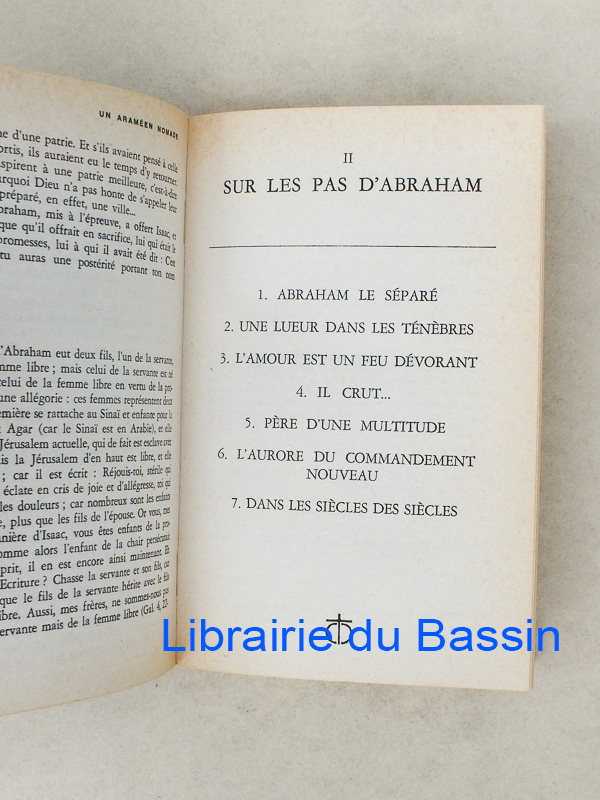 UN ARAMÉEN NOMADE
d'une patrie. Et s'ils avaient pensé à celle
ortis, ils auraient eu le temps d'y retourner.
spirent à une patrie meilleure, c'est-à-dire
urquoi Dieu n'a pas honte de s'appeler leur
préparé, en effet, une ville...
braham, mis à l'épreuve, a offert Isaac, et
que qu'il offrait en sacrifice, lui qui était le
promesses, lui à qui il avait été dit : C'est
tu auras une postérité portant ton nom
'Abraham eut deux fils, l'un de la servante,
emme libre ; mais celui de la servante est né
celui de la femme libre en vertu de la pro-
une allégorie : ces femmes représentent deux
emière se rattache au Sinaï et enfante pour la
Agar (car le Sinaï est en Arabie), et elle
Jérusalem actuelle, qui de fait est esclave avec
is la Jérusalem d'en haut est libre, et elle
; car il est écrit : Réjouis-toi, stérile qui
éclate en cris de joie et d'allégresse, toi qui
les douleurs ; car nombreux sont les enfants
e, plus que les fils de l'épouse. Or vous, mes
anière d'Isaac, vous êtes enfants de la pro-
omme alors l'enfant de la chair persécutait
prit, il en est encore ainsi maintenant. Et
Ecriture ? Chasse la servante et son fils, car
que le fils de la servante hérite avec le fils
ibre. Aussi, mes frères, ne sommes-nous pas
servante mais de la femme libre (Gal. 4, 22-
II
SUR LES PAS D'ABRAHAM
1. ABRAHAM LE SÉPARÉ
2. UNE LUEUR DANS LES TÉNÈBRES
3. L'AMOUR EST UN FEU DÉVORANT
4. IL CRUT...
5. PÈRE D'UNE MULTITUDE
6. L'AURORE DU COMMANDEMENT
NOUVEAU
7. DANS LES SIÈCLES DES SIÈCLES
Librairie du Bassin